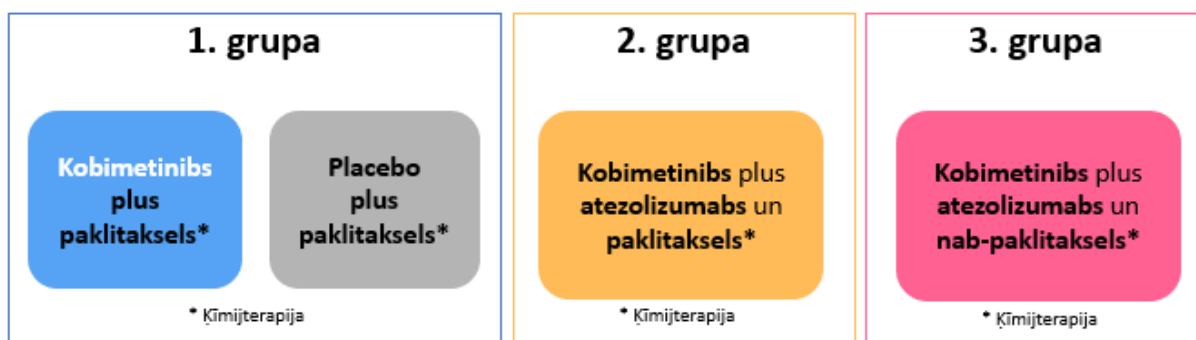 1. grupa
Kobimetinibs
plus
paklitaksels*
Placebo
plus
paklitaksels*
* Ķīmijterapija
2. grupa
Kobimetinibs plus
atezolizumabs un
paklitaksels*
* Ķīmijterapija
3. grupa
Kobimetinibs plus
atezolizumabs un
nab-paklitaksels*
* Ķīmijterapija